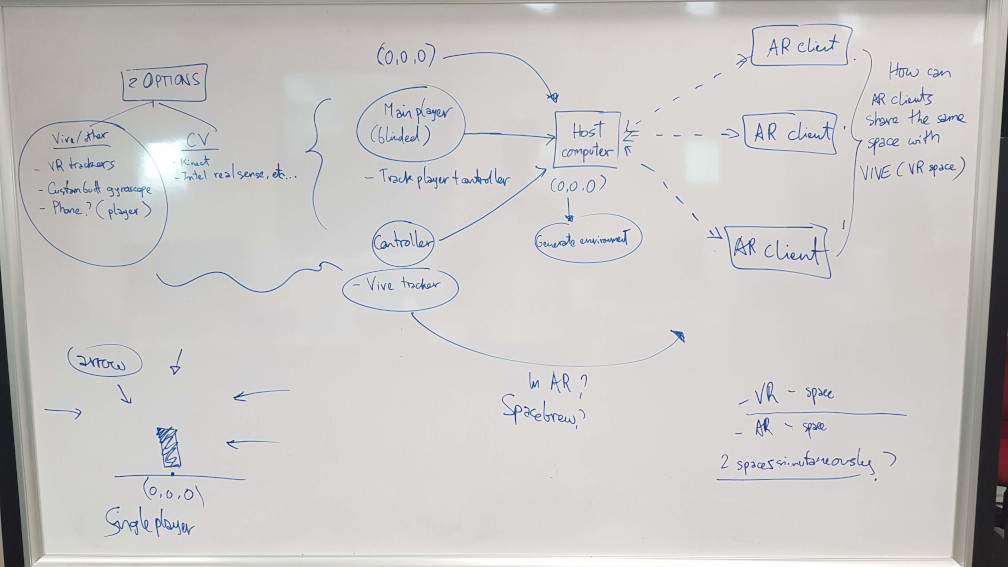 2 OPTIONS
Vive/other
- VR trackers
- Custom built gyroscope
- Phone? (player)
CV
- Kinect
- Intel realsense, etc...
(0,0,0)
Main player
(blinded)
- Track player + controller
Controller
- Vive tracker
Host
computer
(0,0,0)
Generate environment
AR client
AR client
AR client
How can
AR clients
share the same
space with
VIVE (VR space)
In AR?
Spacebrew?
arrow
(0,0,0)
Single player
- VR - space
- AR - space
2 spaces simutaneously?